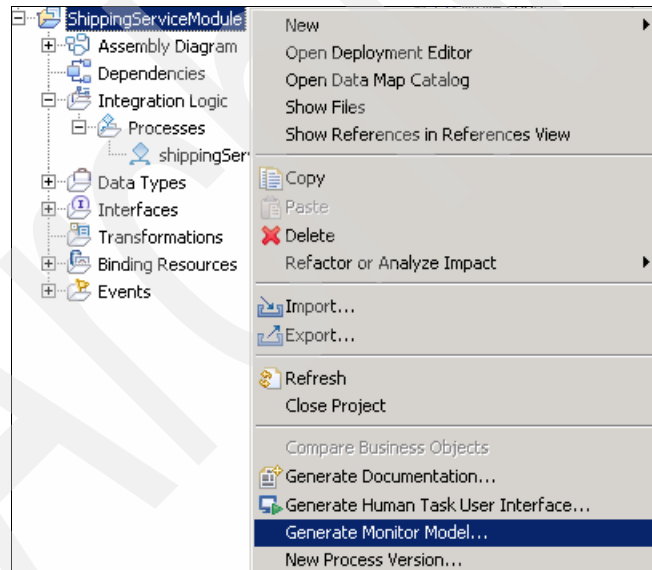 ShippingServiceModule
Assembly Diagram
Dependencies
Integration Logic
Processes
shippingSer
Data Types
Interfaces
Transformations
Binding Resources
Events
New
Open Deployment Editor
Open Data Map Catalog
Show Files
Show References in References View
Copy
Paste
Delete
Refactor or Analyze Impact
Import...
Export...
Refresh
Close Project
Compare Business Objects
Generate Documentation...
Generate Human Task User Interface...
Generate Monitor Model...
New Process Version...